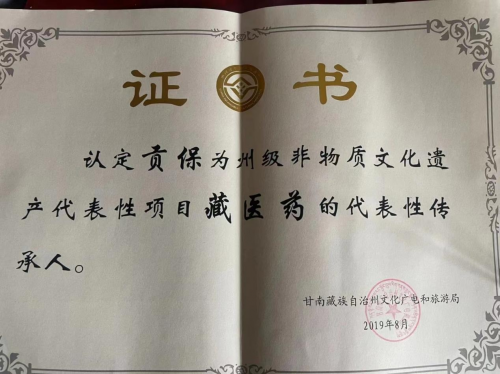 证书
认定贡保为州级非物质文化遗
产代表性项目藏医药的代表性传
承人。
甘南藏族自治州文化广电和旅游局
2019年8月